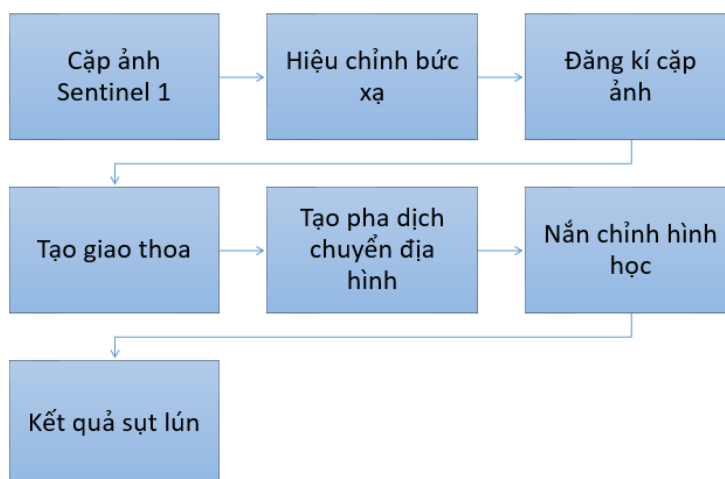 Cặp ảnh
Sentinel 1
Hiệu chỉnh bức
xạ
Đăng kí cặp
ảnh
Tạo giao thoa
Tạo pha dịch
chuyển địa
hình
Nắn chỉnh hình
học
Kết quả sụt lún